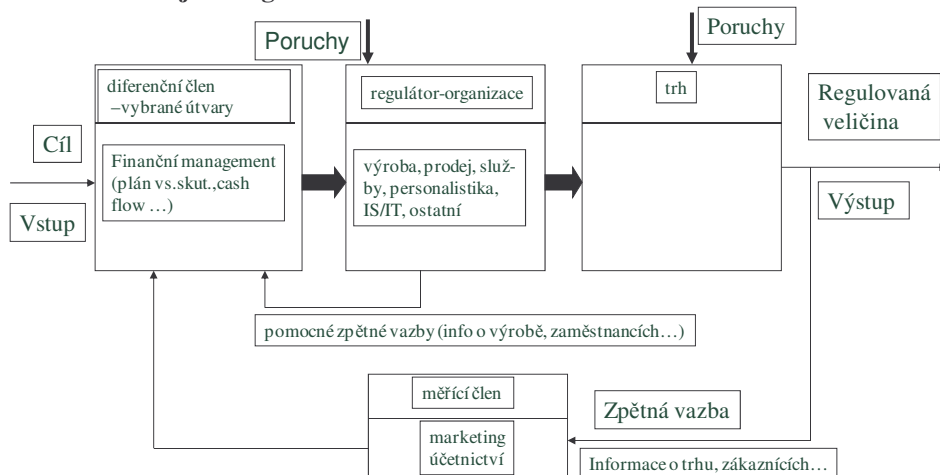 Poruchy
Poruchy
diferenční člen
–vybrané útvary
regulátor-organizace
trh
Regulovaná
veličina
Cíl
Finanční management
(plán vs.skut.,cash
flow …)
výroba, prodej, služ-
by, personalistika,
IS/IT, ostatní
Vstup
Výstup
pomocné zpětné vazby (info o výrobě, zaměstnancích…)
měřící člen
Zpětná vazba
marketing
účetnictví
Informace o trhu, zákaznících…